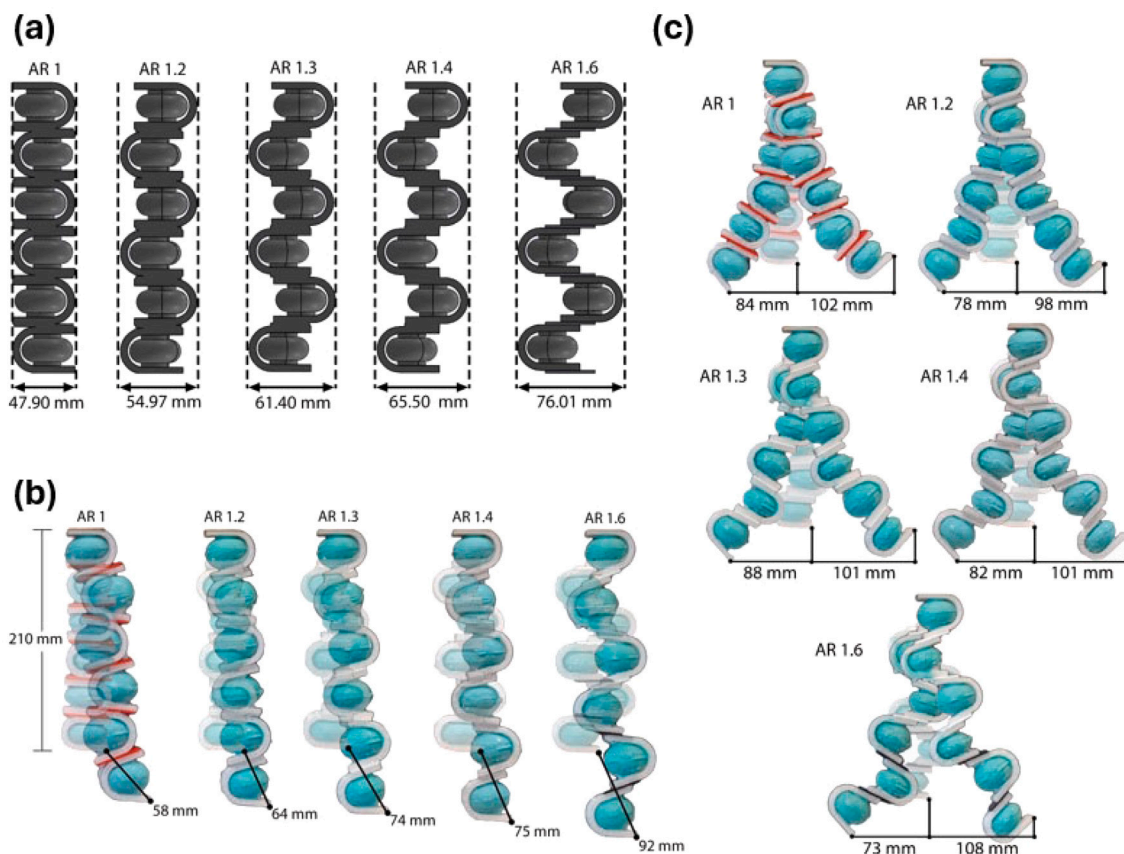 (a)
AR 1 AR 1.2 AR 1.3 AR 1.4 AR 1.6
47.90 mm 54.97 mm 61.40 mm 65.50 mm 76.01 mm
(b)
AR 1 AR 1.2 AR 1.3 AR 1.4 AR 1.6
210 mm
58 mm 64 mm 74 mm 75 mm 92 mm
(c)
AR 1 AR 1.2
84 mm 102 mm 78 mm 98 mm
AR 1.3 AR 1.4
88 mm 101 mm 82 mm 101 mm
AR 1.6
73 mm 108 mm